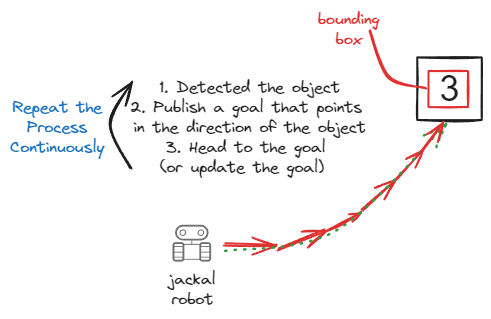 bounding
box
3
1. Detected the object
2. Publish a goal that points
in the direction of the object
3. Head to the goal
(or update the goal)
Repeat the
Process
Continuously
jackal
robot